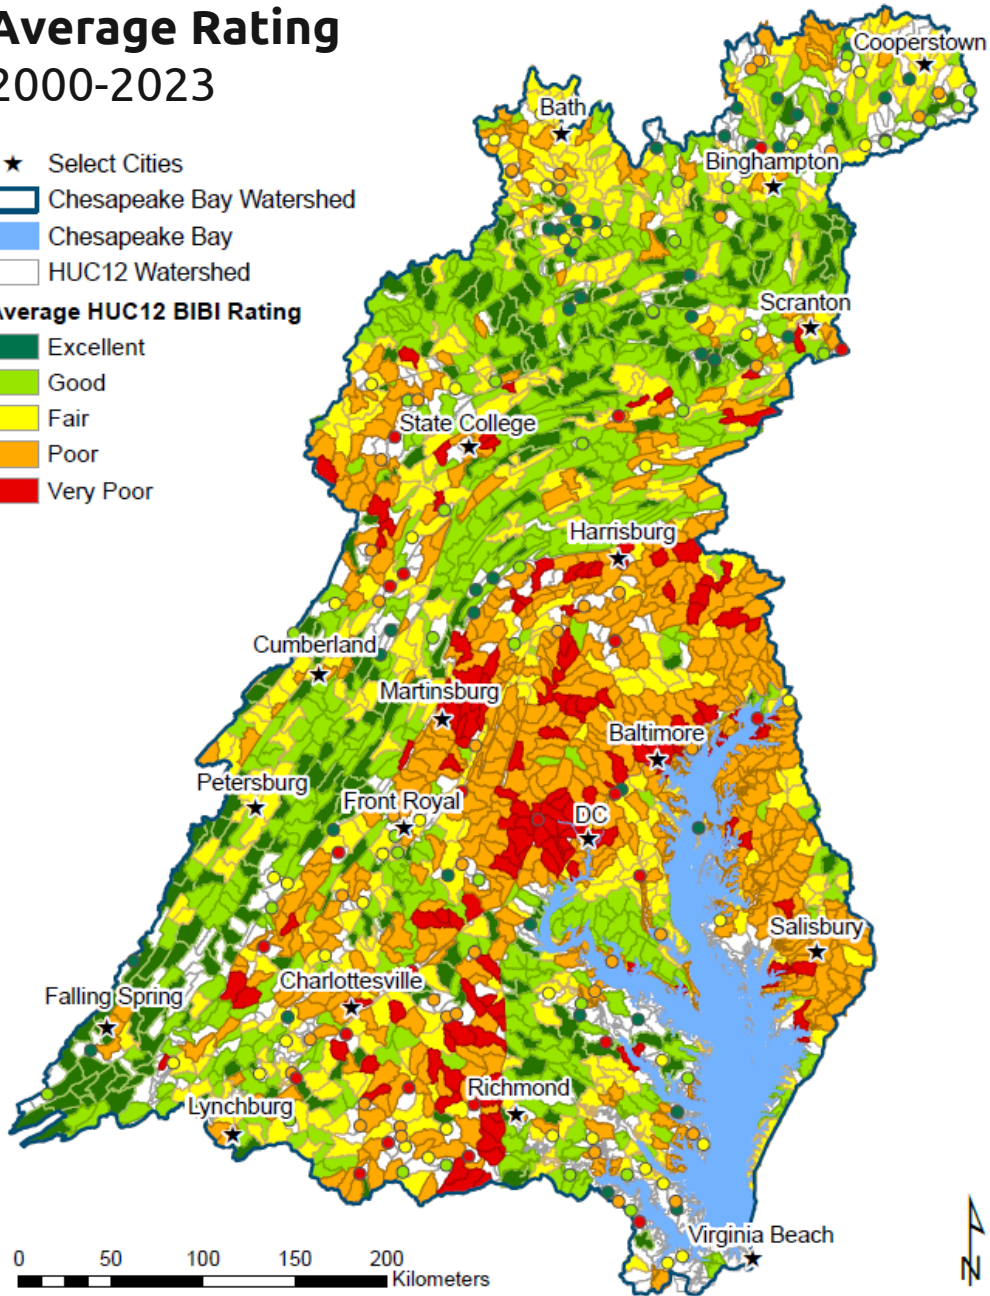 Average Rating
2000-2023
Select Cities
Chesapeake Bay Watershed
Chesapeake Bay
HUC12 Watershed
Average HUC12 BIBI Rating
Excellent
Good
Fair
Poor
Very Poor
Cooperstown
Bath
Binghampton
Scranton
State College
Harrisburg
Cumberland
Martinsburg
Baltimore
Petersburg
Front Royal
DC
Salisbury
Charlottesville
Falling Spring
Richmond
Lynchburg
Virginia Beach
0 50 100 150 200
Kilometers
N